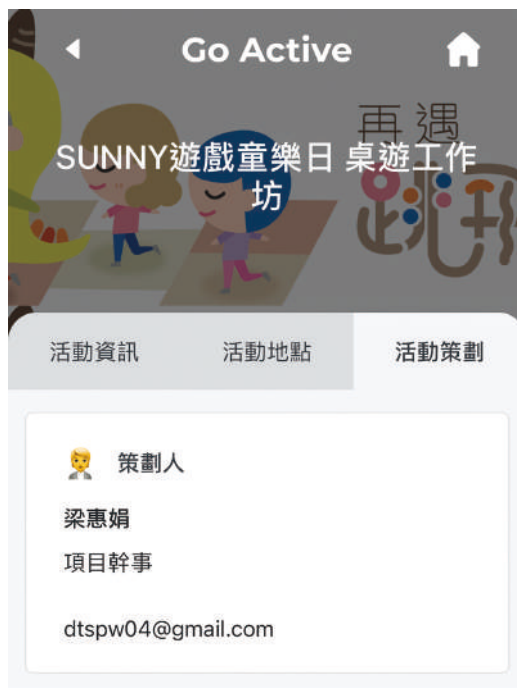 Go Active
再遇
SUNNY遊戲童樂日 桌遊工作
坊
活動資訊
活動地點
活動策劃
策劃人
梁惠娟
項目幹事
dtspw04@gmail.com